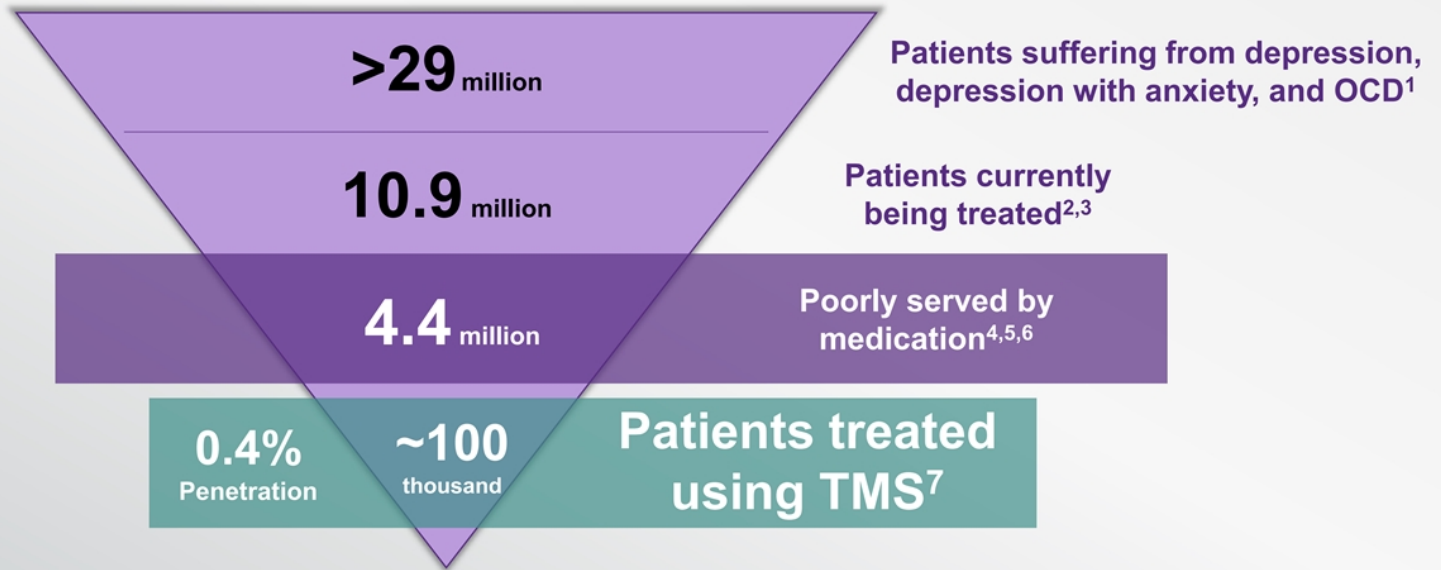 >29 million
Patients suffering from depression,
depression with anxiety, and OCD1
10.9 million
Patients currently
being treated2,3
4.4 million
Poorly served by
medication4,5,6
0.4%
Penetration
~100
thousand
Patients treated
using TMS7